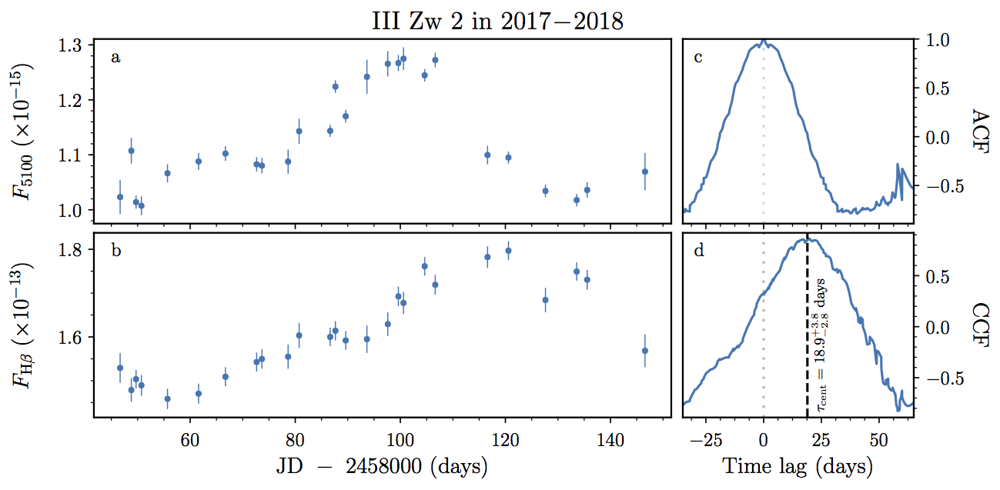 III Zw 2 in 2017−2018
a
F5100 (×10−15)
1.3
1.2
1.1
1.0
c
1.0
0.5
0.0
−0.5
ACF
b
FHβ (×10−13)
1.8
1.6
60
80
100
120
140
JD − 2458000 (days)
d
τcent = 18.9+3.8−2.8 days
0.5
0.0
−0.5
CCF
−25
0
25
50
Time lag (days)